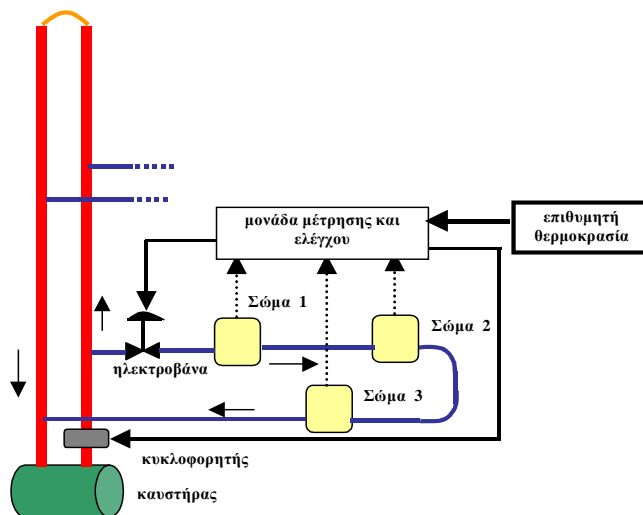 μονάδα μέτρησης και
ελέγχου
επιθυμητή
θερμοκρασία
Σώμα 1
Σώμα 2
ηλεκτροβάνα
Σώμα 3
κυκλοφορητής
καυστήρας